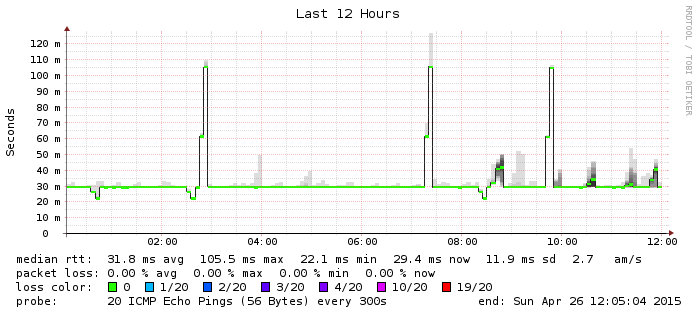 Last 12 Hours
RRDTOOL / TOBI OETIKER
Seconds
120 m
110 m
100 m
90 m
80 m
70 m
60 m
50 m
40 m
30 m
20 m
10 m
0
02:00 04:00 06:00 08:00 10:00 12:00
median rtt: 31.8 ms avg 105.5 ms max 22.1 ms min 29.4 ms now 11.9 ms sd 2.7 am/s
packet loss: 0.00 % avg 0.00 % max 0.00 % min 0.00 % now
loss color: 0 1/20 2/20 3/20 4/20 10/20 19/20
probe: 20 ICMP Echo Pings (56 Bytes) every 300s end: Sun Apr 26 12:05:04 2015